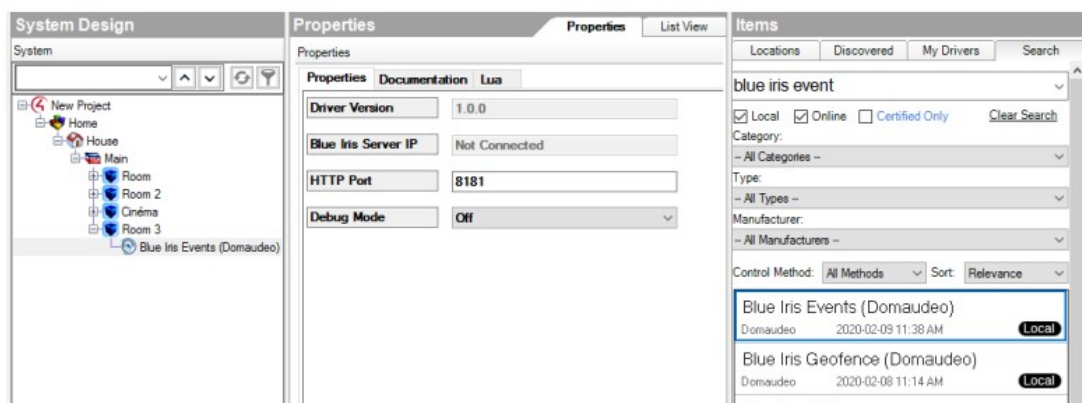 System Design
System
New Project
Home
House
Main
Room
Room 2
Cinéma
Room 3
Blue Iris Events (Domaudeo)
Properties
Properties
List View
Properties
Properties
Documentation
Lua
Driver Version
1.0.0
Blue Iris Server IP
Not Connected
HTTP Port
8181
Debug Mode
Off
Items
Locations
Discovered
My Drivers
Search
blue iris event
Local
Online
Certified Only
Clear Search
Category:
-- All Categories --
Type:
-- All Types --
Manufacturer:
-- All Manufacturers --
Control Method:
All Methods
Sort:
Relevance
Blue Iris Events (Domaudeo)
Domaudeo
2020-02-09 11:38 AM
Local
Blue Iris Geofence (Domaudeo)
Domaudeo
2020-02-08 11:14 AM
Local